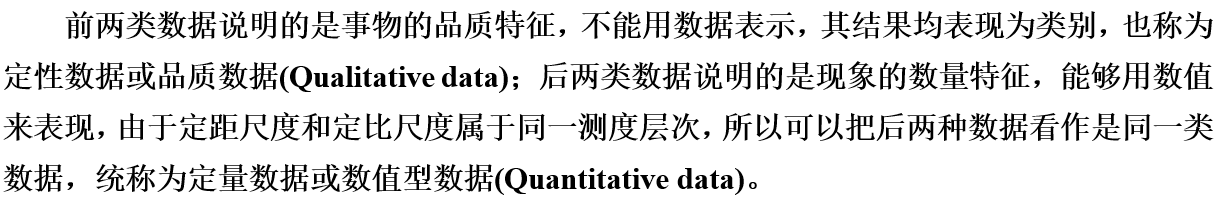 前两类数据说明的是事物的品质特征，不能用数据表示，其结果均表现为类别，也称为
定性数据或品质数据(Qualitative data)；后两类数据说明的是现象的数量特征，能够用数值
来表现，由于定距尺度和定比尺度属于同一测度层次，所以可以把后两种数据看作是同一类
数据，统称为定量数据或数值型数据(Quantitative data)。